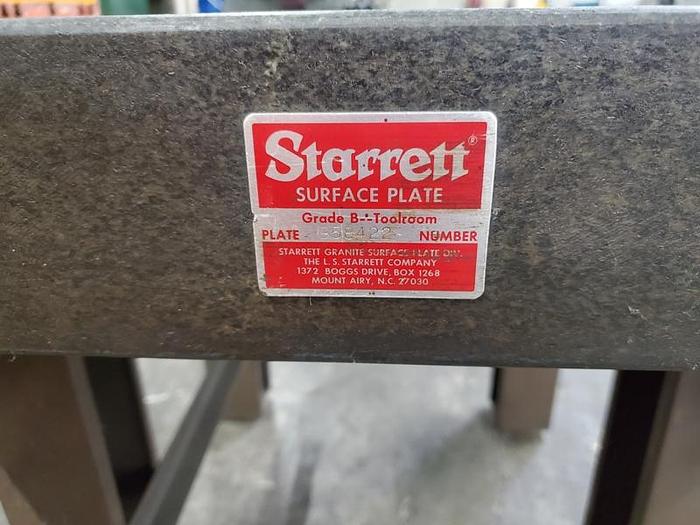 Starrett®
SURFACE PLATE
Grade B--Toolroom
PLATE NUMBER
STARRETT GRANITE SURFACE PLATE DIV.
THE L. S. STARRETT COMPANY
1372 BOGGS DRIVE, BOX 1268
MOUNT AIRY, N.C. 27030